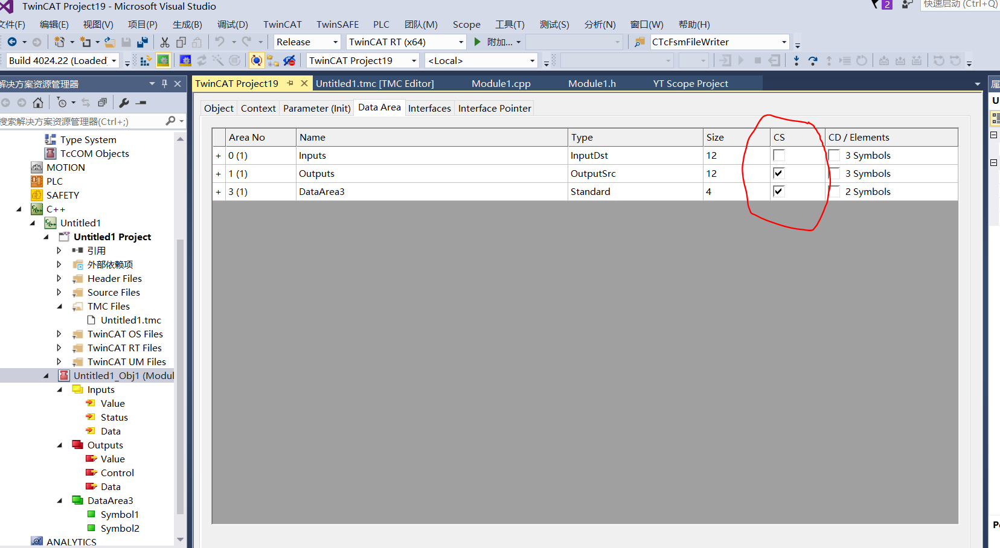 TwinCAT Project19 - Microsoft Visual Studio
2
快速启动 (Ctrl+Q)
文件(F) 编辑(E) 视图(V) 项目(P) 生成(B) 调试(D) TwinCAT TwinSAFE PLC 团队(M) Scope 工具(T) 测试(S) 分析(N) 窗口(W) 帮助(H)
Release TwinCAT RT (x64) 附加... CTcFsmFileWriter
Build 4024.22 (Loaded) TwinCAT Project19 <Local>
解决方案资源管理器
TwinCAT Project19 Untitled1.tmc [TMC Editor] Module1.cpp Module1.h YT Scope Project
属
搜索解决方案资源管理器(Ctrl+;)
Object Context Parameter (Init) Data Area Interfaces Interface Pointer
U
Area No Name Type Size CS CD / Elements
+ 0 (1) Inputs InputDst 12 3 Symbols
+ 1 (1) Outputs OutputSrc 12 3 Symbols
+ 3 (1) DataArea3 Standard 4 2 Symbols
Type System
TcCOM Objects
MOTION
PLC
SAFETY
C++
Untitled1
Untitled1 Project
引用
外部依赖项
Header Files
Source Files
TMC Files
Untitled1.tmc
TwinCAT OS Files
TwinCAT RT Files
TwinCAT UM Files
Untitled1_Obj1 (Modul
Inputs
Value
Status
Data
Outputs
Value
Control
Data
DataArea3
Symbol1
Symbol2
ANALYTICS